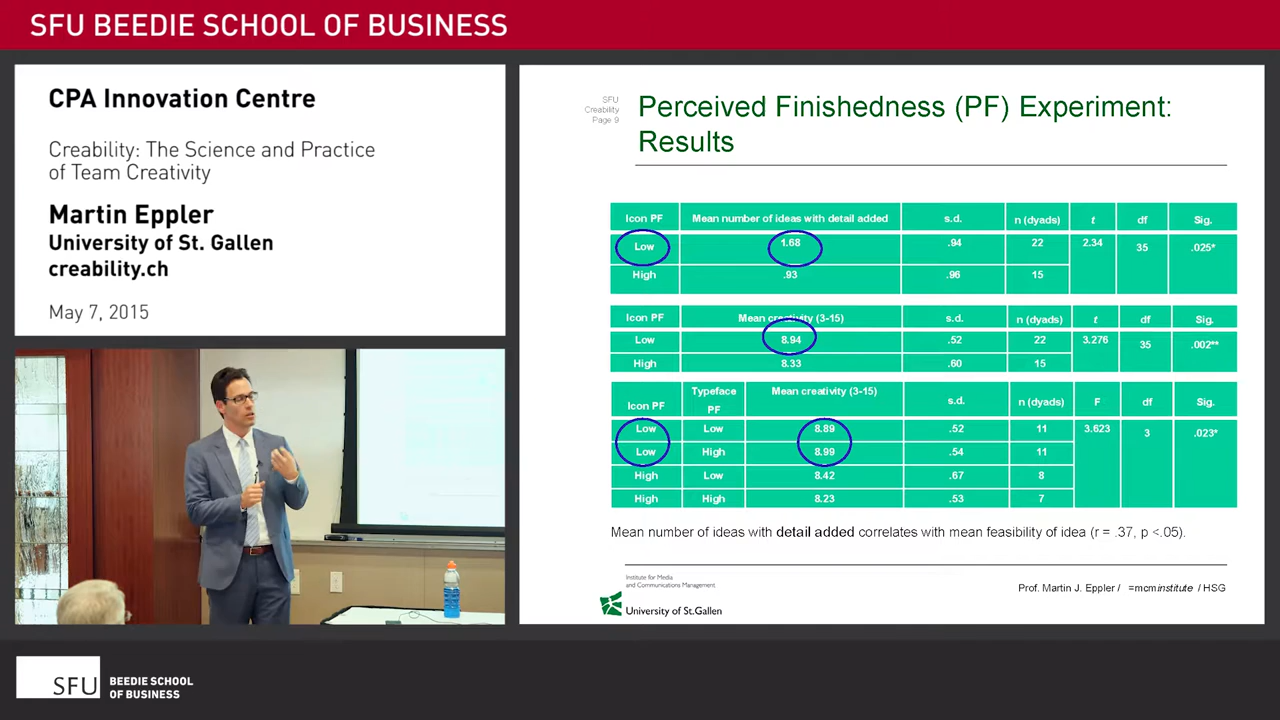 SFU BEEDIE SCHOOL OF BUSINESS
CPA Innovation Centre
Creability: The Science and Practice
of Team Creativity
Martin Eppler
University of St. Gallen
creability.ch
May 7, 2015
SFU
Creability
Page 9
Perceived Finishedness (PF) Experiment:
Results
Icon PF Mean number of ideas with detail added s.d. n (dyads) t df Sig.
Low 1.68 .94 22 2.34 35 .025*
High .93 .96 15
Icon PF Mean creativity (3-15) s.d. n (dyads) t df Sig.
Low 8.94 .52 22 3.276 35 .002**
High 8.33 .60 15
Icon PF Typeface PF Mean creativity (3-15) s.d. n (dyads) F df Sig.
Low Low 8.89 .52 11 3.623 3 .023*
Low High 8.99 .54 11
High Low 8.42 .67 8
High High 8.23 .53 7
Mean number of ideas with detail added correlates with mean feasibility of idea (r = .37, p <.05).
Institute for Media
and Communications Management
University of St.Gallen
Prof. Martin J. Eppler / =mcminstitute / HSG
SFU
BEEDIE SCHOOL
OF BUSINESS